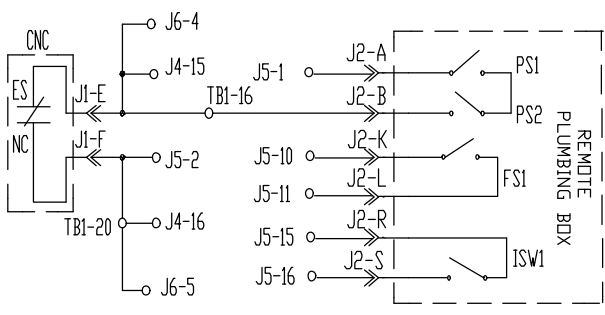 J6-4
CNC
J4-15
J2-A
J5-1
PS1
ES
J1-E
TB1-16
J2-B
PS2
NC
J1-F
J2-K
J5-2
J5-10
FS1
J2-L
J5-11
REMOTE
PLUMBING BOX
TB1-20
J4-16
J2-R
J5-15
J2-S
ISW1
J5-16
J6-5